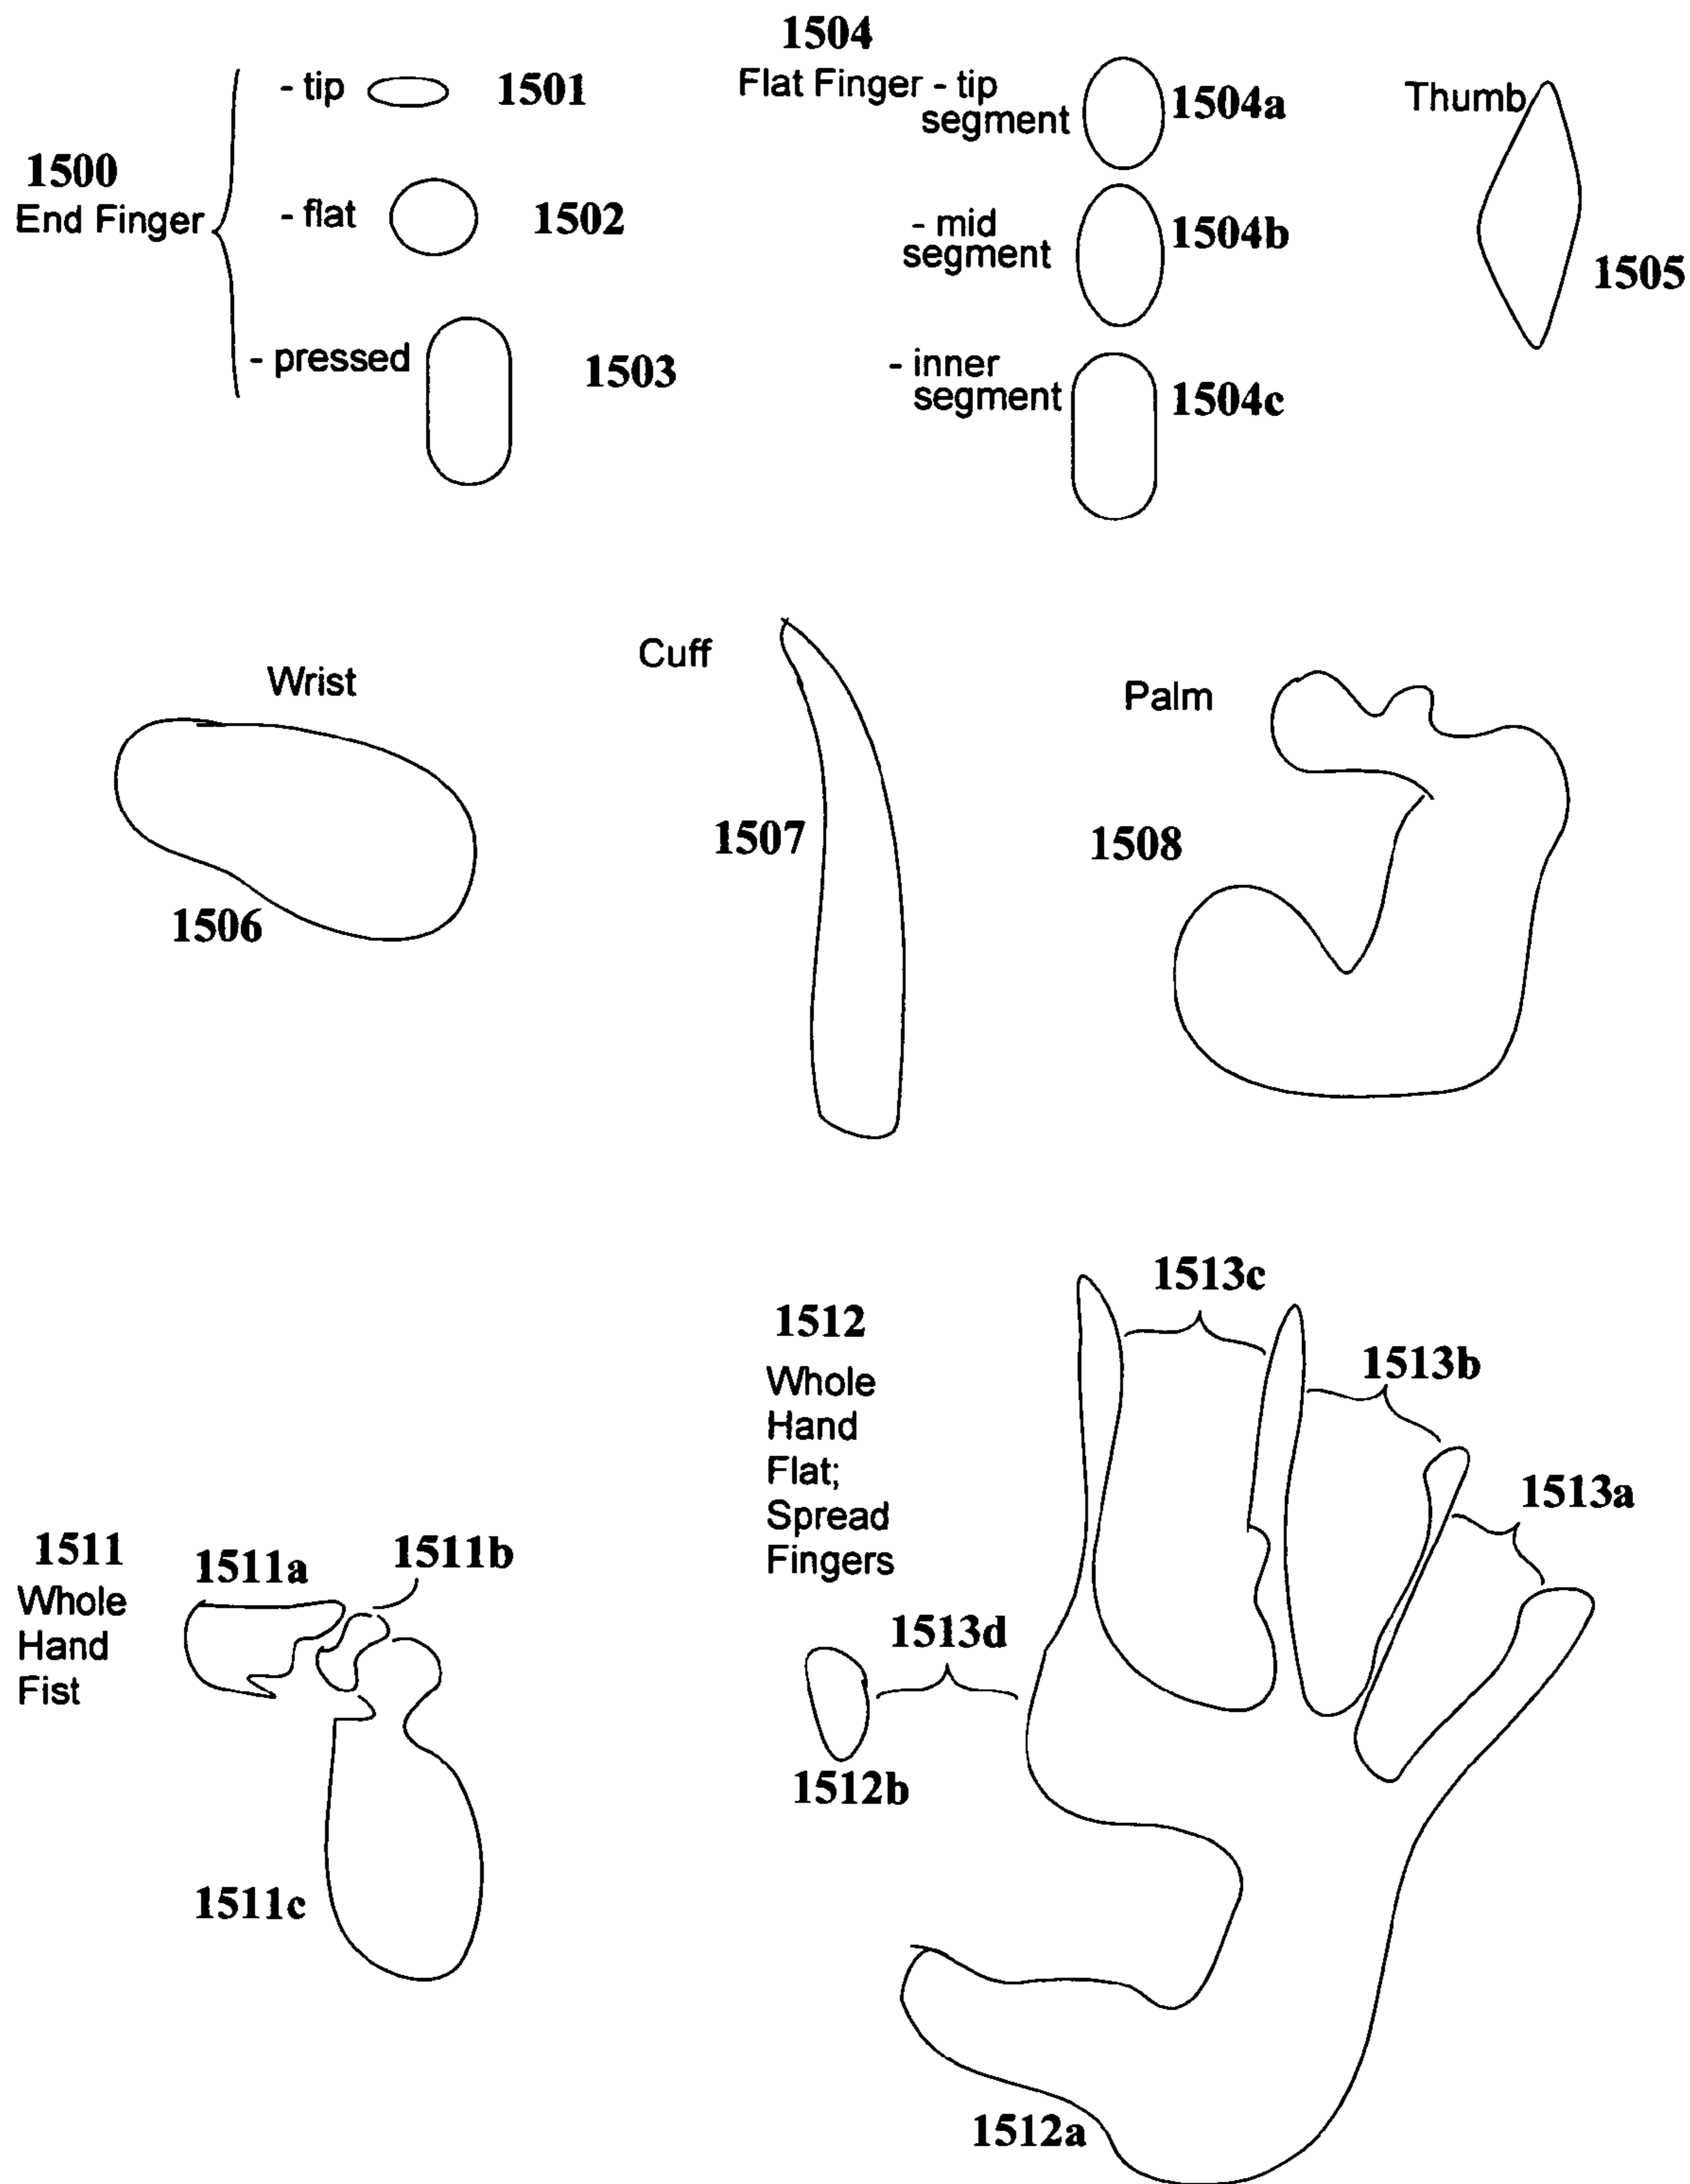 1500
End Finger
- tip
1501
- flat
1502
- pressed
1503
1504
Flat Finger - tip
segment
1504a
- mid
segment
1504b
- inner
segment
1504c
Thumb
1505
Wrist
1506
Cuff
1507
Palm
1508
1511
Whole
Hand
Fist
1511a
1511b
1511c
1512
Whole
Hand
Flat;
Spread
Fingers
1513c
1513b
1513a
1513d
1512b
1512a